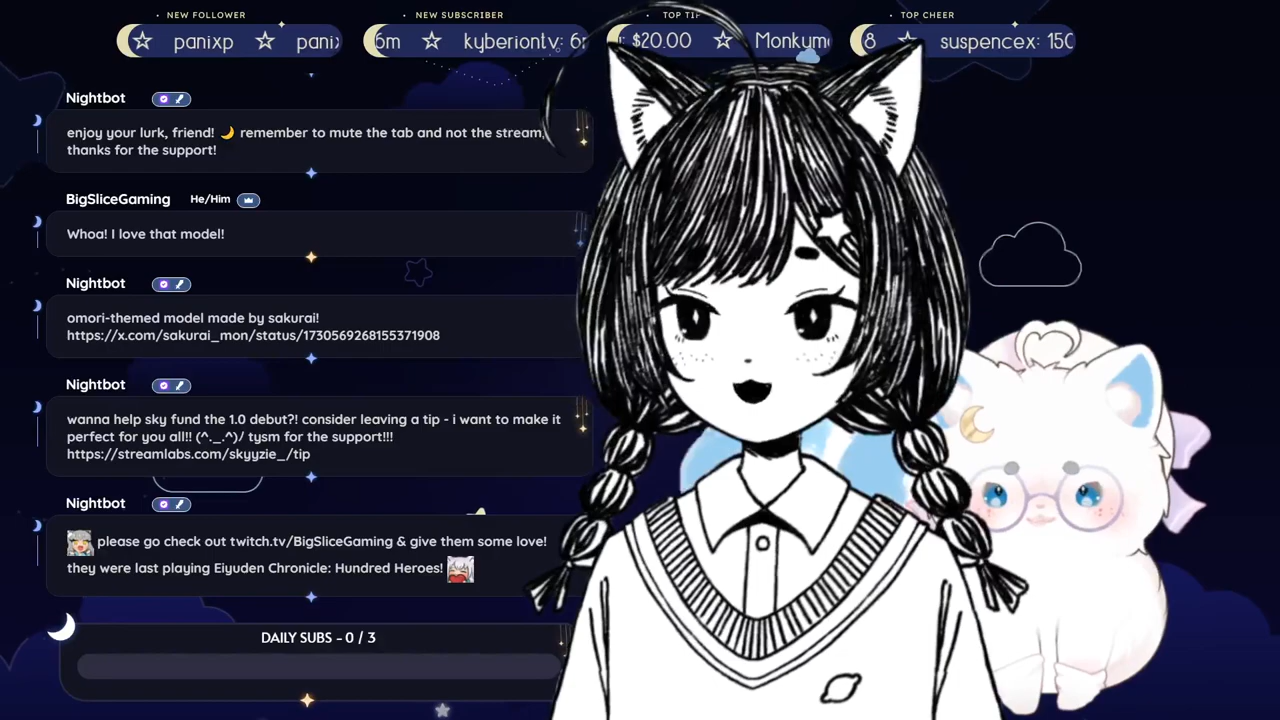 NEW FOLLOWER
NEW SUBSCRIBER
TOP TIP
TOP CHEER
panixp
6m ☆ kyberiontv:
$20.00
suspencex: 150
Nightbot
enjoy your lurk, friend! 🌙 remember to mute the tab and not the stream,
thanks for the support!
BigSliceGaming He/Him
Whoa! I love that model!
Nightbot
omori-themed model made by sakurai!
https://x.com/sakurai_mon/status/1730569268155371908
Nightbot
wanna help sky fund the 1.0 debut?! consider leaving a tip - i want to make it
perfect for you all!! (^._.^)/ tysm for the support!!!
https://streamlabs.com/skyyzie_/tip
Nightbot
please go check out twitch.tv/BigSliceGaming & give them some love!
they were last playing Eiyuden Chronicle: Hundred Heroes!
DAILY SUBS - 0 / 3